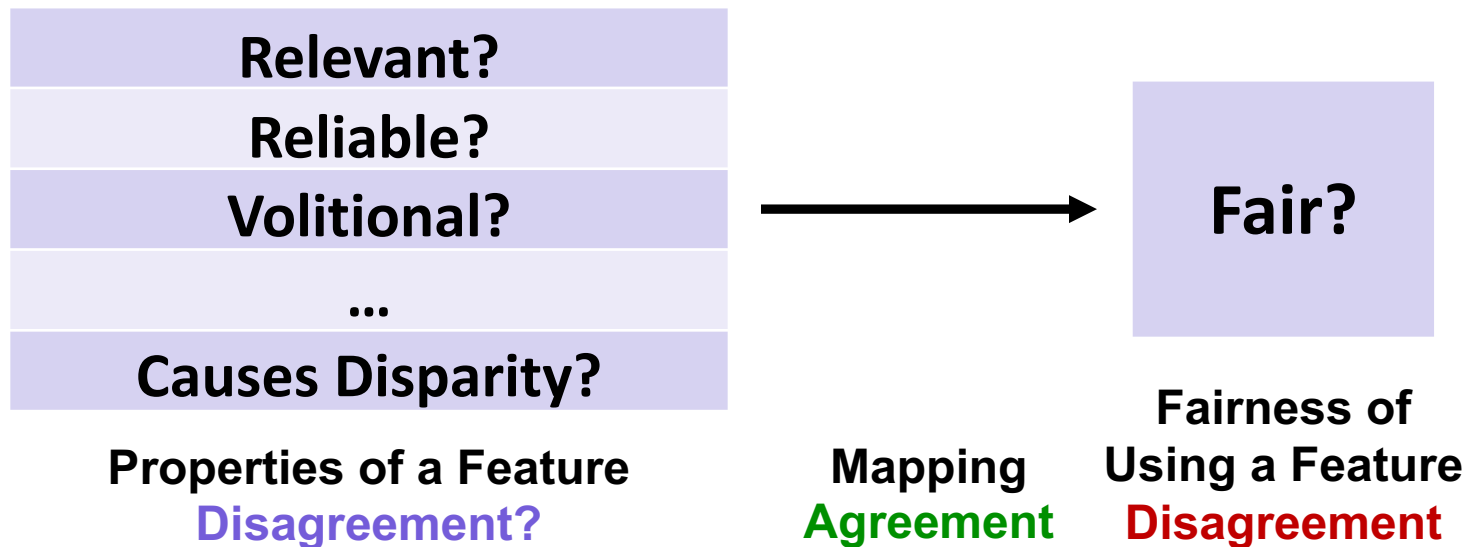 Relevant?
Reliable?
Volitional?
...
Causes Disparity?
Properties of a Feature
Disagreement?
Mapping
Agreement
Fair?
Fairness of
Using a Feature
Disagreement